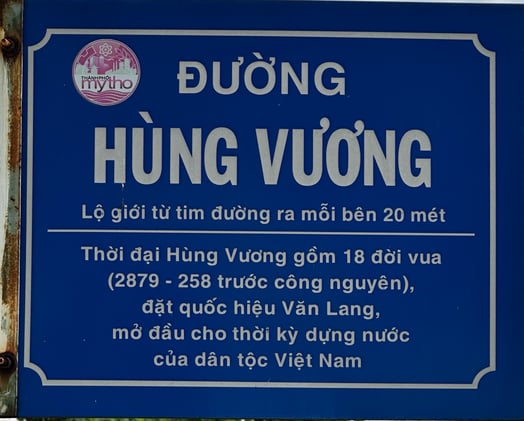 THÀNH PHỐ
mytho
ĐƯỜNG
HÙNG VƯƠNG
Lộ giới từ tim đường ra mỗi bên 20 mét
Thời đại Hùng Vương gồm 18 đời vua
(2879 - 258 trước công nguyên),
đặt quốc hiệu Văn Lang,
mở đầu cho thời kỳ dựng nước
của dân tộc Việt Nam